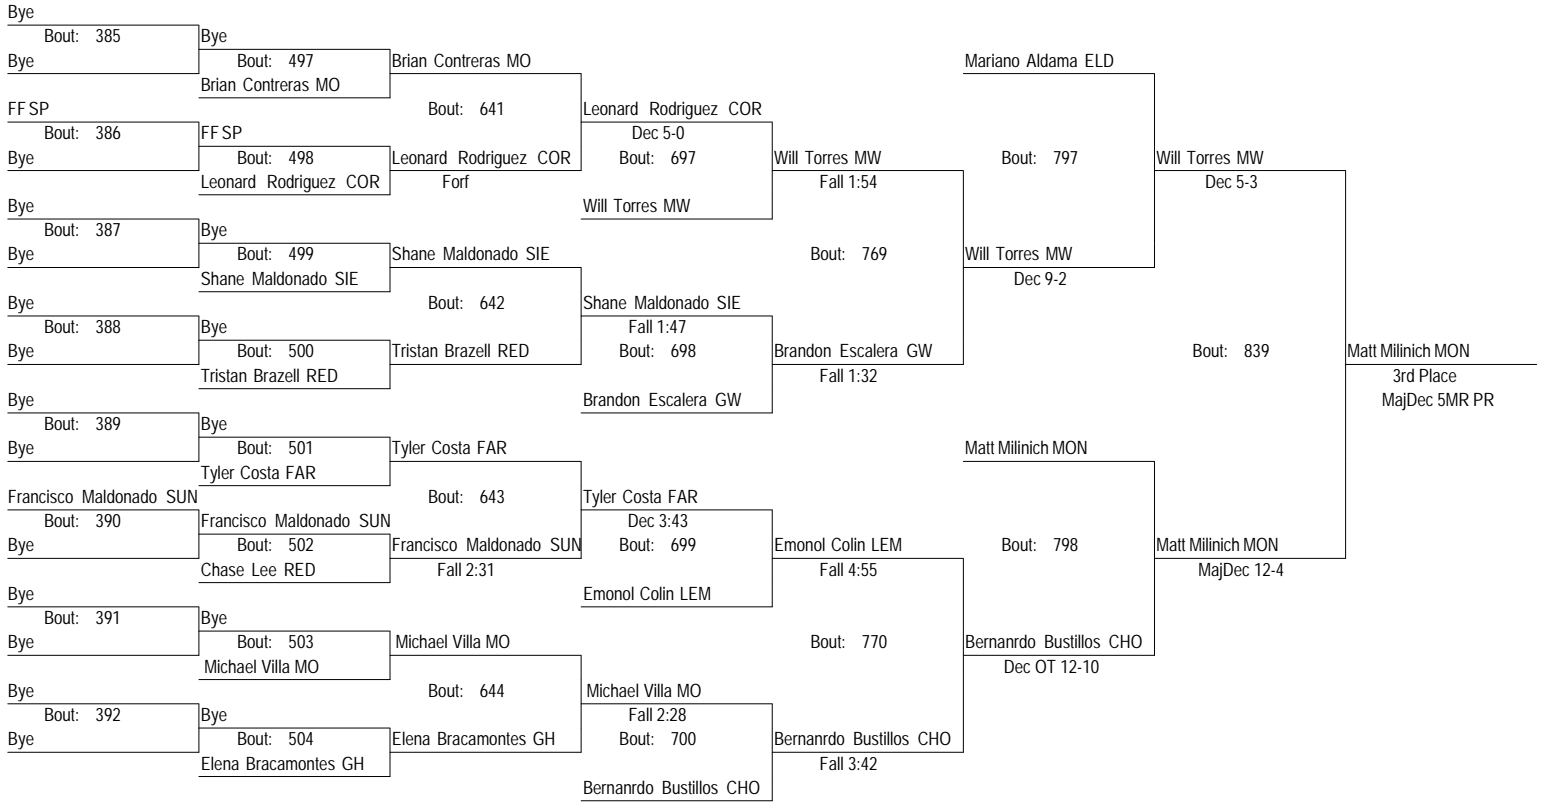 Bye
Bout: 385
Bye
Bye
Bout: 497
Brian Contreras MO
Brian Contreras MO
Mariano Aldama ELD
Bye
FF SP
Bout: 641
Leonard Rodriguez COR
Bout: 386
FF SP
Dec 5-0
Bye
Bout: 498
Leonard Rodriguez COR
Bout: 697
Will Torres MW
Bout: 797
Will Torres MW
Leonard Rodriguez COR
Forf
Fall 1:54
Dec 5-3
Bye
Will Torres MW
Bout: 387
Bye
Bye
Bout: 499
Shane Maldonado SIE
Bout: 769
Will Torres MW
Shane Maldonado SIE
Dec 9-2
Bye
Bout: 642
Shane Maldonado SIE
Bout: 388
Bye
Fall 1:47
Bye
Bout: 500
Tristan Brazell RED
Bout: 698
Brandon Escalera GW
Bout: 839
Matt Milinich MON
Tristan Brazell RED
Fall 1:32
3rd Place
Bye
Brandon Escalera GW
MajDec 5MR PR
Bout: 389
Bye
Bye
Bout: 501
Tyler Costa FAR
Matt Milinich MON
Tyler Costa FAR
Francisco Maldonado SUN
Bout: 643
Tyler Costa FAR
Bout: 390
Francisco Maldonado SUN
Dec 3:43
Bye
Bout: 502
Francisco Maldonado SUN
Bout: 699
Emonol Colin LEM
Bout: 798
Matt Milinich MON
Chase Lee RED
Fall 2:31
Fall 4:55
MajDec 12-4
Bye
Emonol Colin LEM
Bout: 391
Bye
Bye
Bout: 503
Michael Villa MO
Bout: 770
Bernanrdo Bustillos CHO
Michael Villa MO
Dec OT 12-10
Bye
Bout: 644
Michael Villa MO
Bout: 392
Bye
Fall 2:28
Bye
Bout: 504
Elena Bracamontes GH
Bout: 700
Bernanrdo Bustillos CHO
Elena Bracamontes GH
Fall 3:42
Bernanrdo Bustillos CHO